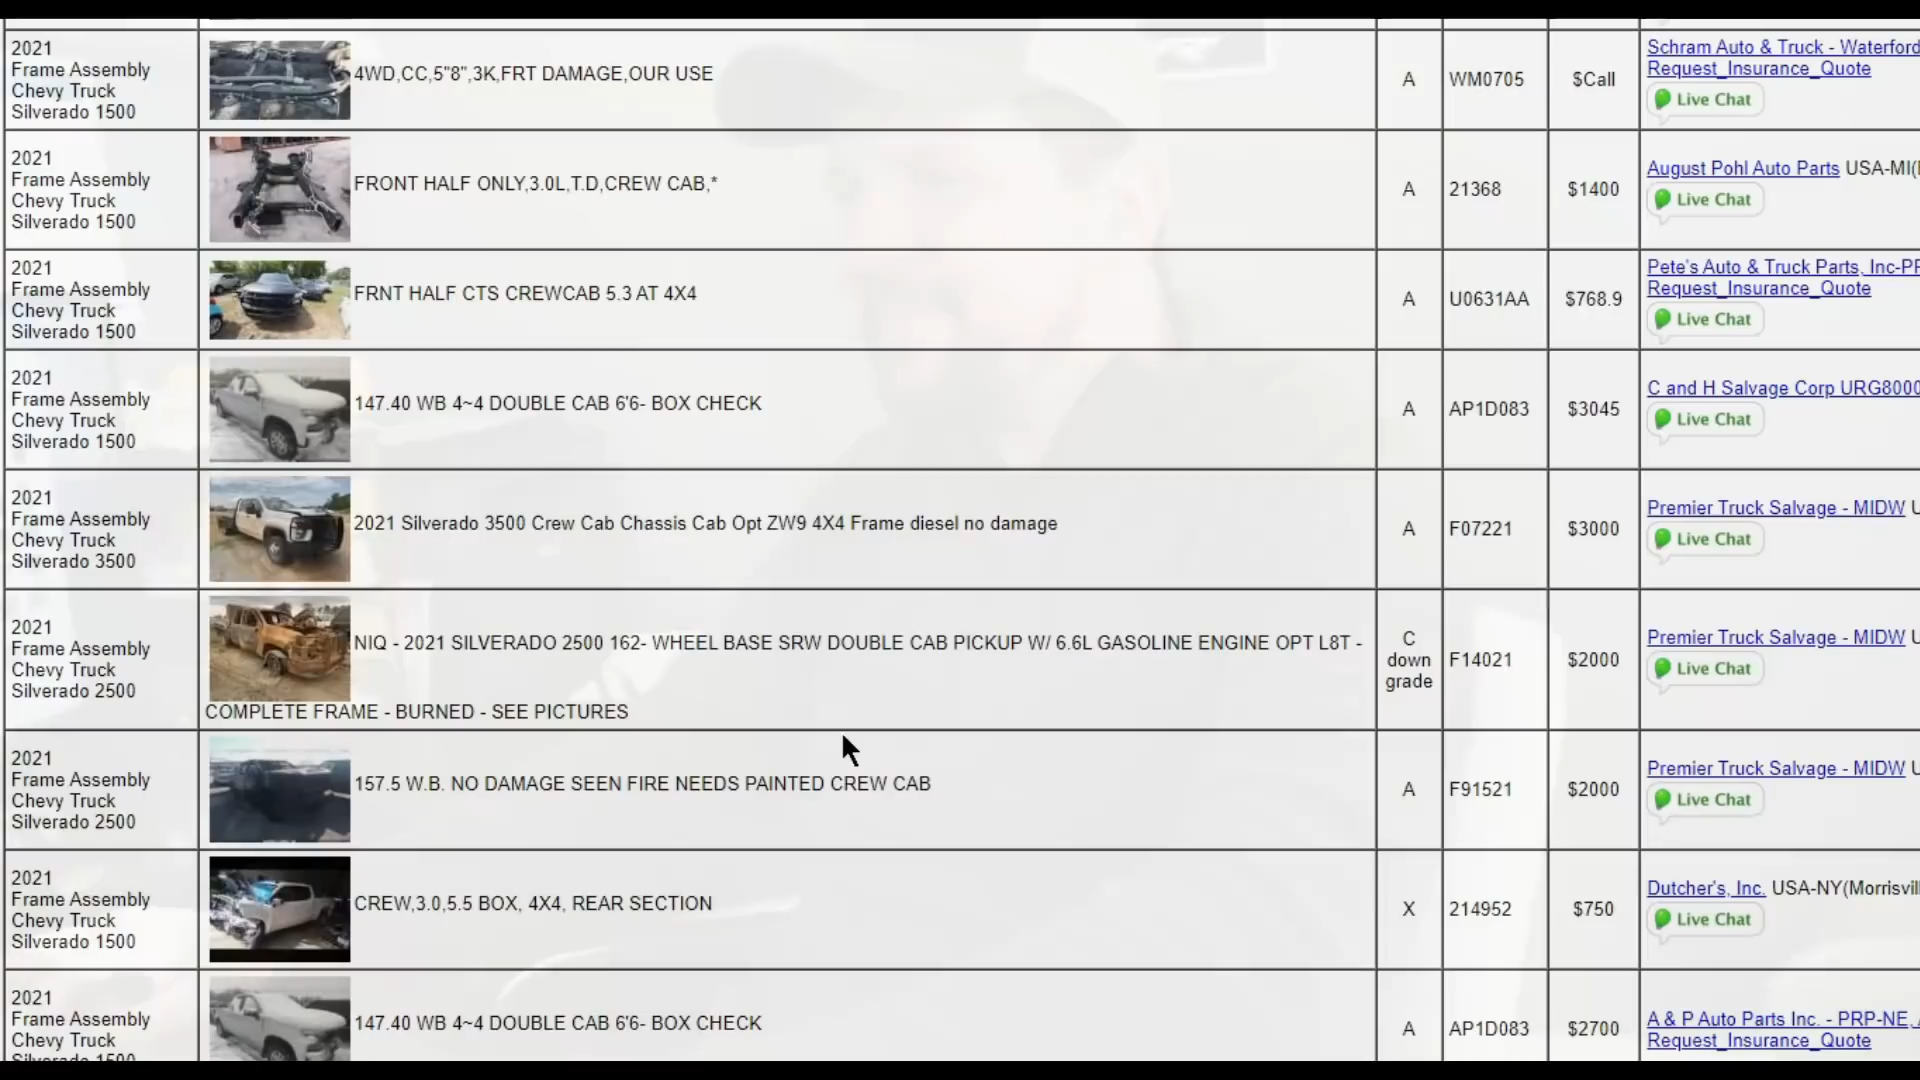 2021
Frame Assembly
Chevy Truck
Silverado 1500
4WD,CC,5"8",3K,FRT DAMAGE,OUR USE
A
WM0705
$Call
Schram Auto & Truck - Waterford
Request_Insurance_Quote
Live Chat
2021
Frame Assembly
Chevy Truck
Silverado 1500
FRONT HALF ONLY,3.0L,T.D,CREW CAB,*
A
21368
$1400
August Pohl Auto Parts USA-MI(
Live Chat
2021
Frame Assembly
Chevy Truck
Silverado 1500
FRNT HALF CTS CREWCAB 5.3 AT 4X4
A
U0631AA
$768.9
Pete's Auto & Truck Parts, Inc-PR
Request_Insurance_Quote
Live Chat
2021
Frame Assembly
Chevy Truck
Silverado 1500
147.40 WB 4~4 DOUBLE CAB 6'6- BOX CHECK
A
AP1D083
$3045
C and H Salvage Corp URG8000
Live Chat
2021
Frame Assembly
Chevy Truck
Silverado 3500
2021 Silverado 3500 Crew Cab Chassis Cab Opt ZW9 4X4 Frame diesel no damage
A
F07221
$3000
Premier Truck Salvage - MIDW U
Live Chat
2021
Frame Assembly
Chevy Truck
Silverado 2500
NIQ - 2021 SILVERADO 2500 162- WHEEL BASE SRW DOUBLE CAB PICKUP W/ 6.6L GASOLINE ENGINE OPT L8T -
COMPLETE FRAME - BURNED - SEE PICTURES
C
down
grade
F14021
$2000
Premier Truck Salvage - MIDW U
Live Chat
2021
Frame Assembly
Chevy Truck
Silverado 2500
157.5 W.B. NO DAMAGE SEEN FIRE NEEDS PAINTED CREW CAB
A
F91521
$2000
Premier Truck Salvage - MIDW U
Live Chat
2021
Frame Assembly
Chevy Truck
Silverado 1500
CREW,3.0,5.5 BOX, 4X4, REAR SECTION
X
214952
$750
Dutcher's, Inc. USA-NY(Morrisvil
Live Chat
2021
Frame Assembly
Chevy Truck
Silverado 1500
147.40 WB 4~4 DOUBLE CAB 6'6- BOX CHECK
A
AP1D083
$2700
A & P Auto Parts Inc. - PRP-NE,
Request_Insurance_Quote